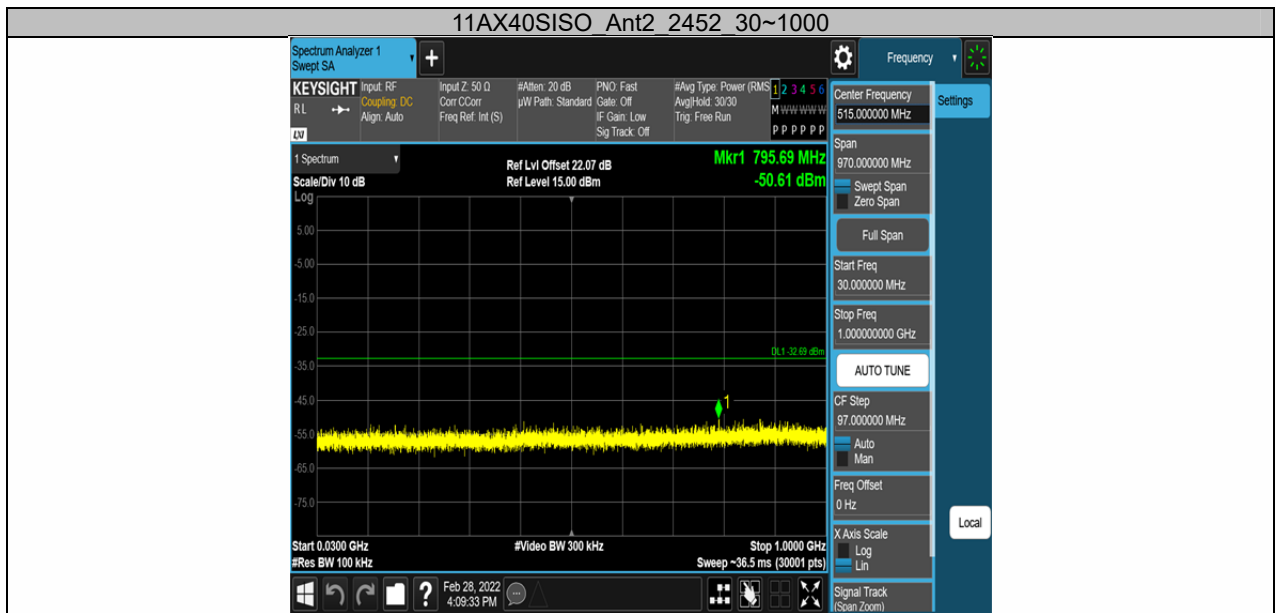 11AX40SISO_Ant2_2452_30~1000
Spectrum Analyzer 1
Swept SA
+
Frequency
KEYSIGHT
RL
LXI
Input: RF
Coupling: DC
Align: Auto
Input Z: 50 Ω
Corr CCorr
Freq Ref: Int (S)
#Atten: 20 dB
µW Path: Standard
PNO: Fast
Gate: Off
IF Gain: Low
Sig Track: Off
#Avg Type: Power (RMS
Avg|Hold: 30/30
Trig: Free Run
1 2 3 4 5 6
M W W W W W
P P P P P P
1 Spectrum
Scale/Div 10 dB
Log
Ref Lvl Offset 22.07 dB
Ref Level 15.00 dBm
Mkr1 795.69 MHz
-50.61 dBm
5.00
-5.00
-15.0
-25.0
-35.0
-45.0
-55.0
-65.0
-75.0
DL1 -32.69 dBm
1
Start 0.0300 GHz
#Res BW 100 kHz
#Video BW 300 kHz
Stop 1.0000 GHz
Sweep ~36.5 ms (30001 pts)
?
Feb 28, 2022
4:09:33 PM
Center Frequency
515.000000 MHz
Span
970.000000 MHz
Swept Span
Zero Span
Full Span
Start Freq
30.000000 MHz
Stop Freq
1.000000000 GHz
AUTO TUNE
CF Step
97.000000 MHz
Auto
Man
Freq Offset
0 Hz
X Axis Scale
Log
Lin
Signal Track
(Span Zoom)
Settings
Local